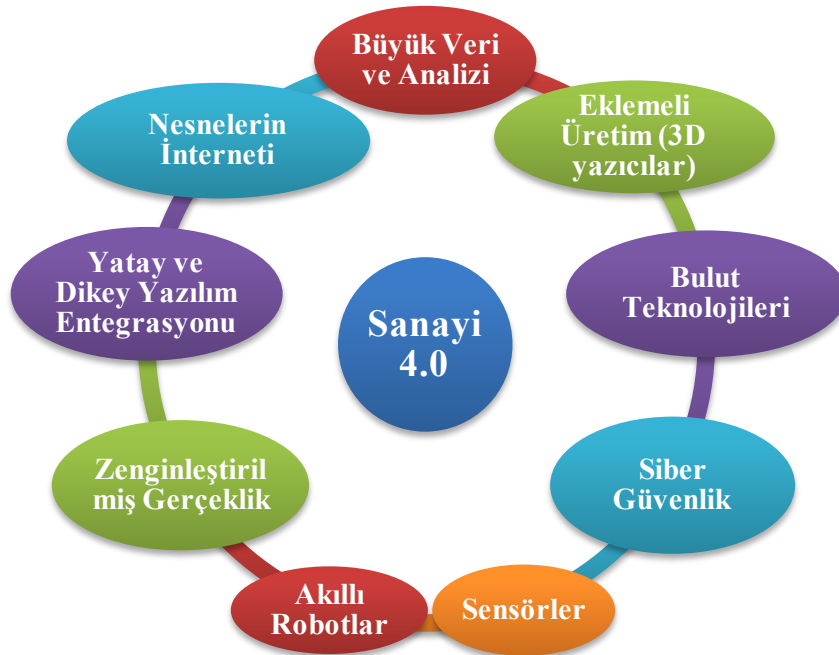 Büyük Veri
ve Analizi
Eklemeli
Üretim (3D
yazıcılar)
Bulut
Teknolojileri
Siber
Güvenlik
Sensörler
Akıllı
Robotlar
Zenginleştiril
miş Gerçeklik
Yatay ve
Dikey Yazılım
Entegrasyonu
Nesnelerin
İnterneti
Sanayi
4.0